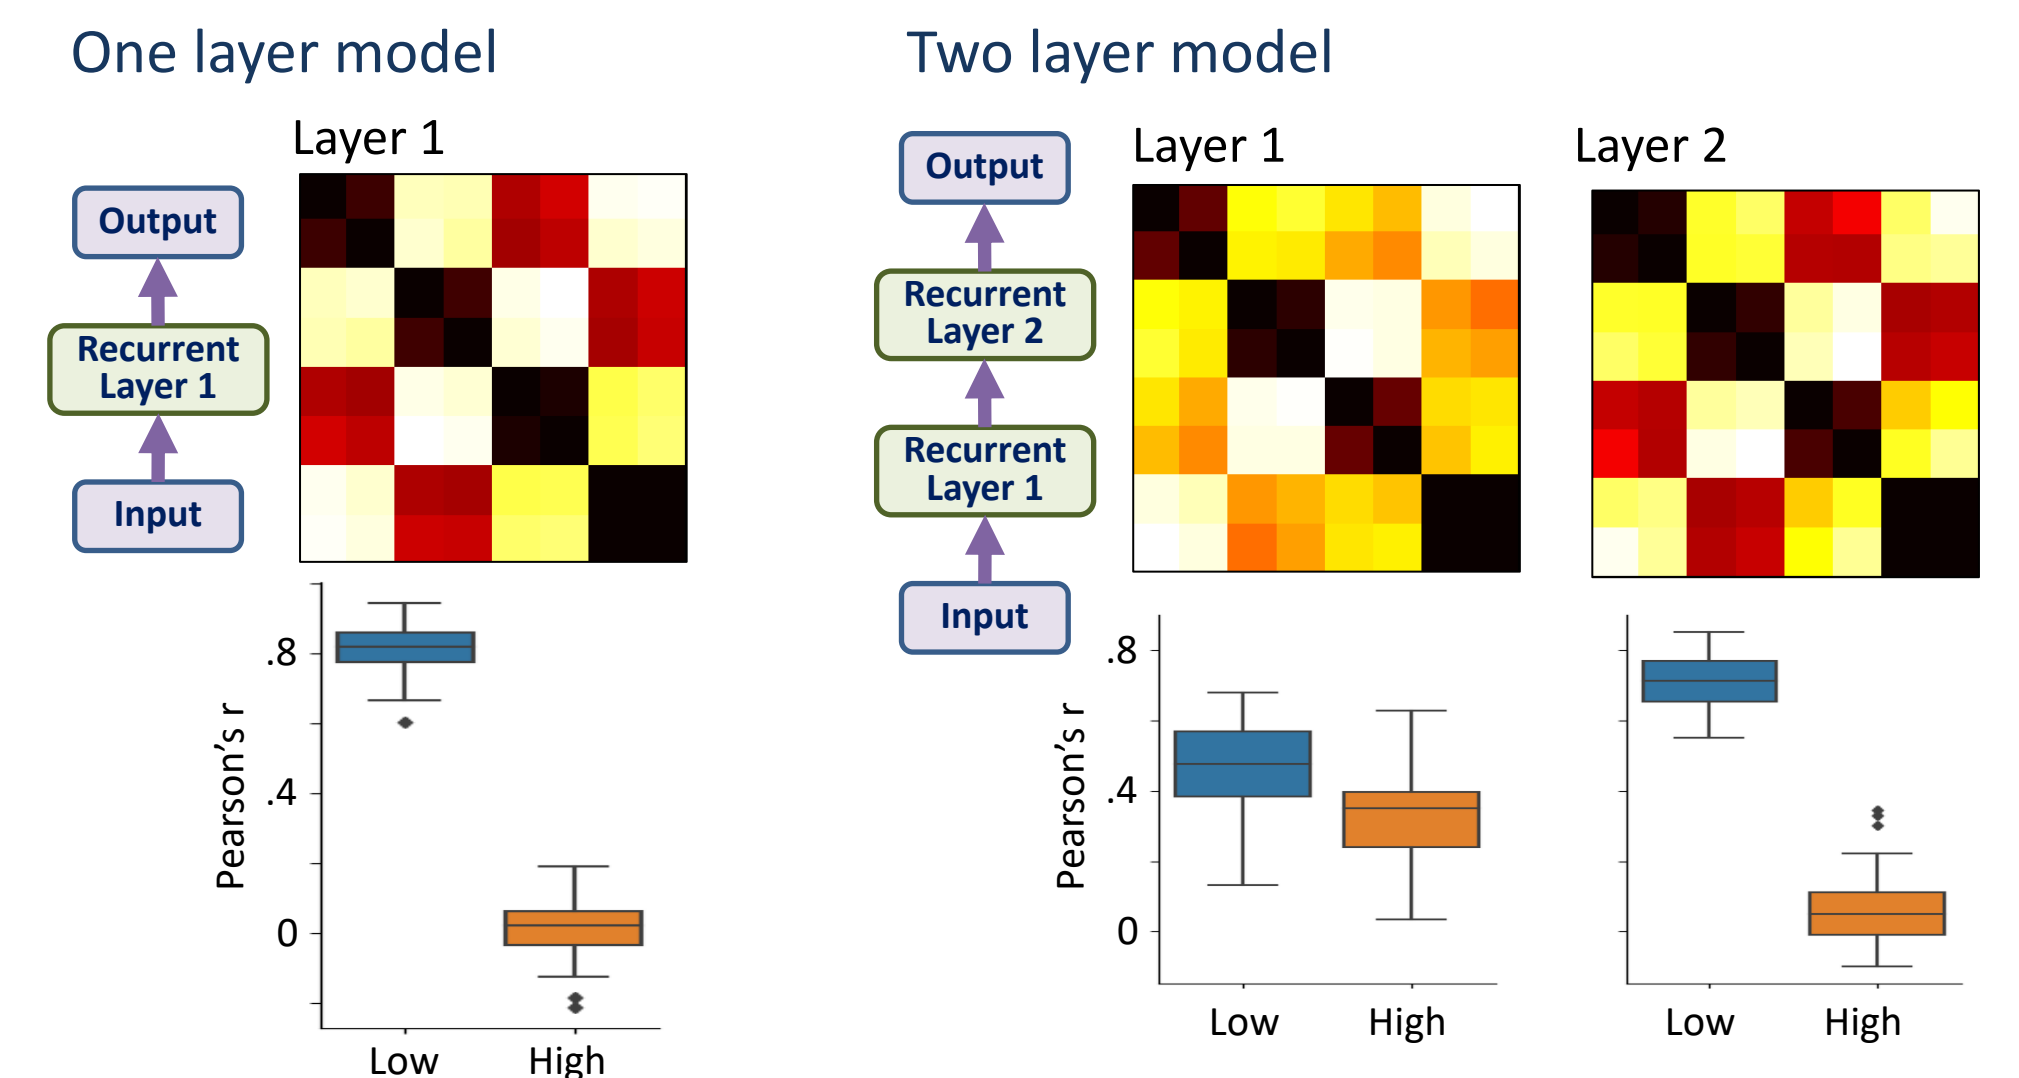 One layer model
Layer 1
Output
Recurrent
Layer 1
Input
Pearson's r
.8
.4
0
Low High
Two layer model
Layer 1
Layer 2
Output
Recurrent
Layer 2
Recurrent
Layer 1
Input
Pearson's r
.8
.4
0
Low High
Low High